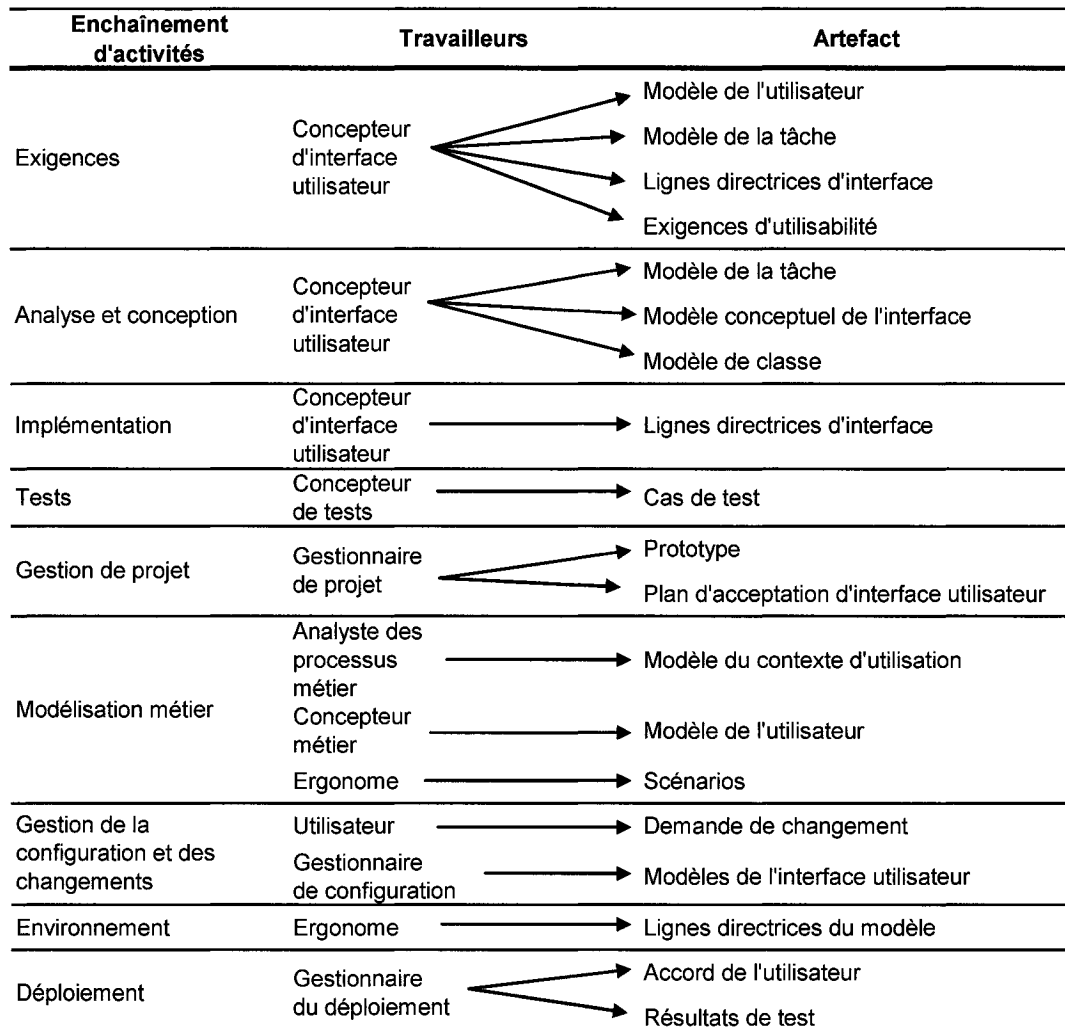 Enchaînement
d'activités
Travailleurs
Artefact
Exigences
Concepteur
d'interface
utilisateur
Modèle de l'utilisateur
Modèle de la tâche
Lignes directrices d'interface
Exigences d'utilisabilité
Analyse et conception
Concepteur
d'interface
utilisateur
Modèle de la tâche
Modèle conceptuel de l'interface
Modèle de classe
Implémentation
Concepteur
d'interface
utilisateur
Lignes directrices d'interface
Tests
Concepteur
de tests
Cas de test
Gestion de projet
Gestionnaire
de projet
Prototype
Plan d'acceptation d'interface utilisateur
Modélisation métier
Analyste des
processus
métier
Modèle du contexte d'utilisation
Concepteur
métier
Modèle de l'utilisateur
Ergonome
Scénarios
Gestion de la
configuration et des
changements
Utilisateur
Demande de changement
Gestionnaire
de configuration
Modèles de l'interface utilisateur
Environnement
Ergonome
Lignes directrices du modèle
Déploiement
Gestionnaire
du déploiement
Accord de l'utilisateur
Résultats de test